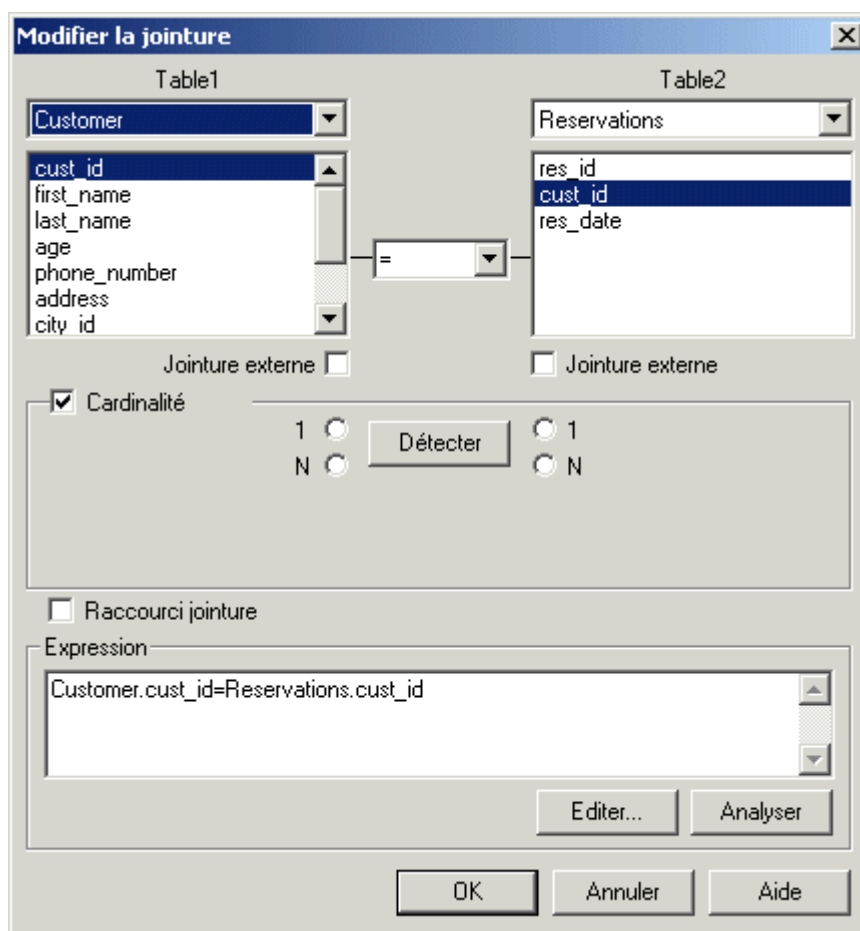 Modifier la jointure
Table1 Table2
Customer Reservations
cust_id res_id
first_name cust_id
last_name res_date
age
phone_number
=
address
city_id
Jointure externe Jointure externe
Cardinalité
1 Détecter 1
N N
Raccourci jointure
Expression
Customer.cust_id=Reservations.cust_id
Editer... Analyser
OK Annuler Aide